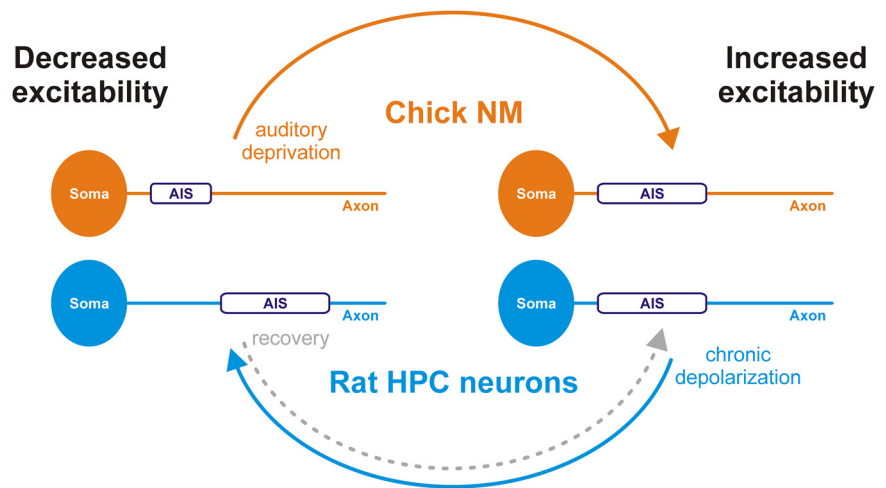 Decreased
excitability
Increased
excitability
Chick NM
auditory
deprivation
Soma
AIS
Axon
Soma
AIS
Axon
Soma
AIS
Axon
Soma
AIS
Axon
recovery
Rat HPC neurons
chronic
depolarization